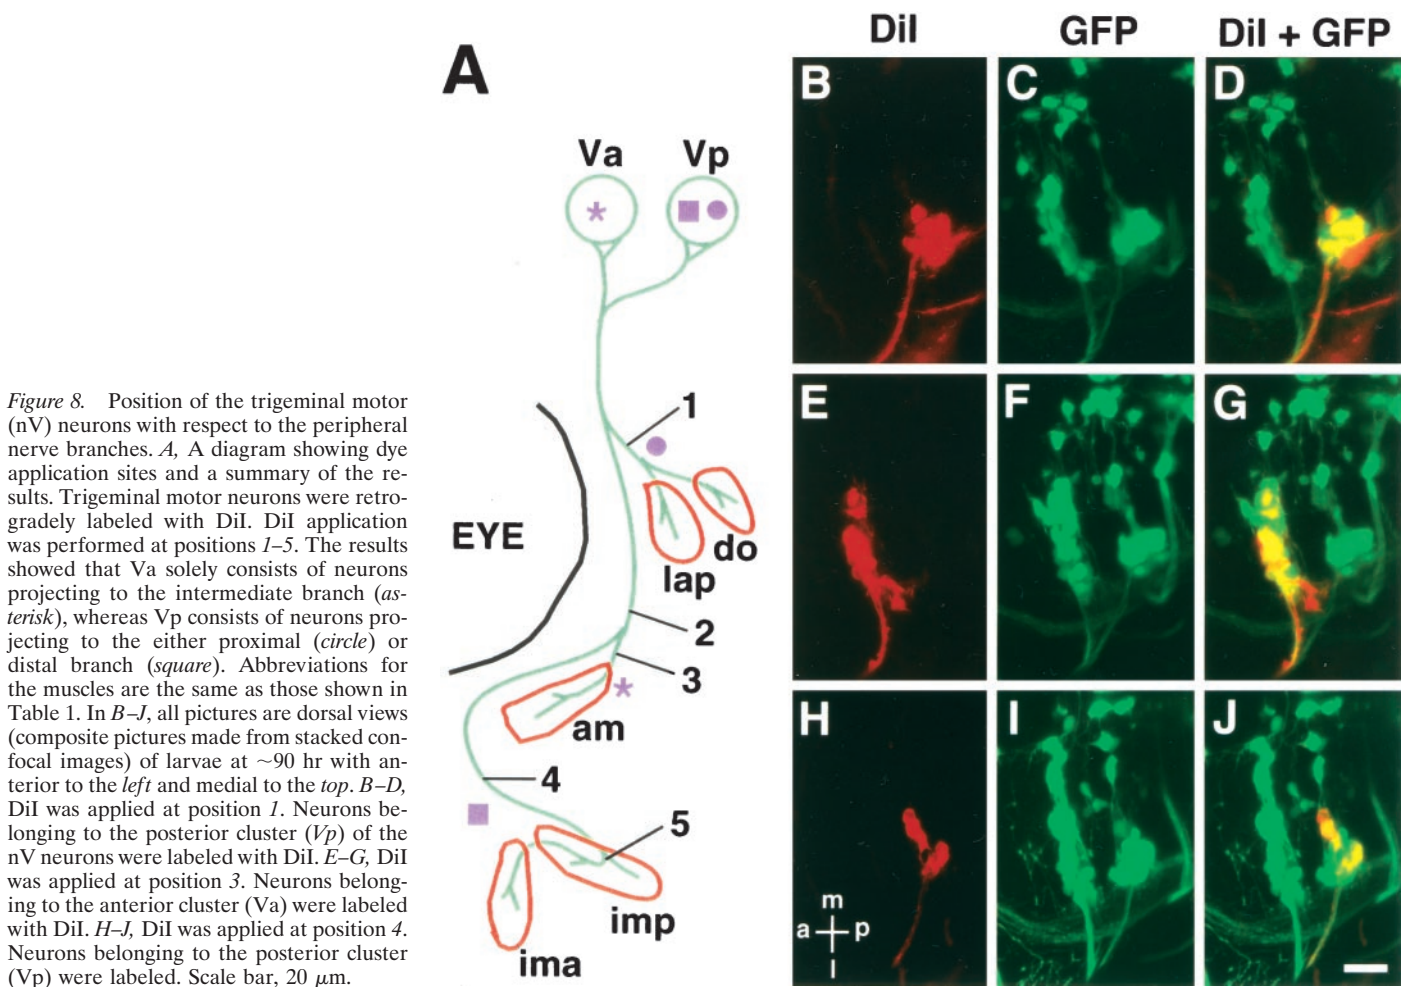 Figure 8. Position of the trigeminal motor
(nV) neurons with respect to the peripheral
nerve branches. A, A diagram showing dye
application sites and a summary of the re-
sults. Trigeminal motor neurons were retro-
gradely labeled with DiI. DiI application
was performed at positions 1–5. The results
showed that Va solely consists of neurons
projecting to the intermediate branch (as-
terisk), whereas Vp consists of neurons pro-
jecting to the either proximal (circle) or
distal branch (square). Abbreviations for
the muscles are the same as those shown in
Table 1. In B–J, all pictures are dorsal views
(composite pictures made from stacked con-
focal images) of larvae at ∼90 hr with an-
terior to the left and medial to the top. B–D,
DiI was applied at position 1. Neurons be-
longing to the posterior cluster (Vp) of the
nV neurons were labeled with DiI. E–G, DiI
was applied at position 3. Neurons belong-
ing to the anterior cluster (Va) were labeled
with DiI. H–J, DiI was applied at position 4.
Neurons belonging to the posterior cluster
(Vp) were labeled. Scale bar, 20 μm.
A
Va Vp
1
EYE
lap do
2
3
am
4
5
imp
ima
DiI GFP DiI + GFP
B C D
E F G
H I J
m
a p
l